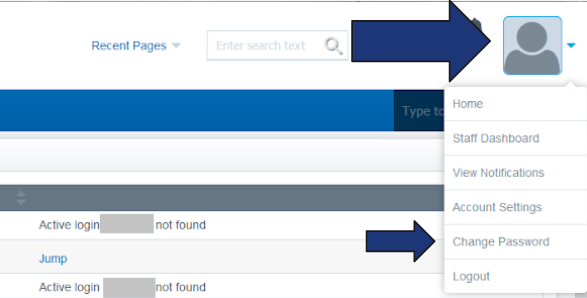 Recent Pages
Enter search text
Type to
Home
Staff Dashboard
View Notifications
Account Settings
Change Password
Logout
Active login not found
Jump
Active login not found